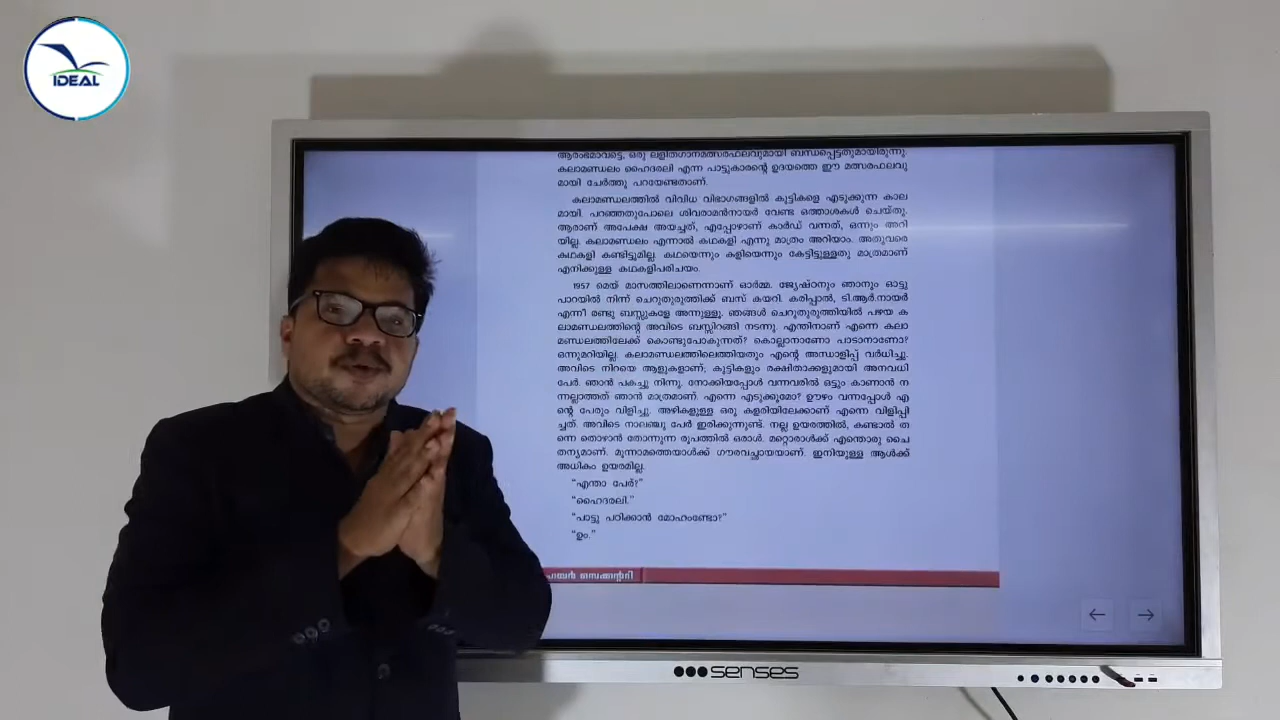 IDEAL
ആരംഭമാവട്ടെ, ഒരു ലളിതഗാനമത്സരഫലവുമായി ബന്ധപ്പെട്ടതുമായിരുന്നു.
കലാമണ്ഡലം ഹൈദരലി എന്ന പാട്ടുകാരന്റെ ഉദയത്തെ ഈ മത്സരഫലവു
മായി ചേർത്തു പറയേണ്ടതാണ്.
കലാമണ്ഡലത്തിൽ വിവിധ വിഭാഗങ്ങളിൽ കുട്ടികളെ എടുക്കുന്ന കാല
മായി. പറഞ്ഞതുപോലെ ശിവരാമൻനായർ വേണ്ട ഒത്താശകൾ ചെയ്തു.
ആരാണ് അപേക്ഷ അയച്ചത്, എപ്പോഴാണ് കാർഡ് വന്നത്, ഒന്നും അറി
യില്ല. കലാമണ്ഡലം എന്നാൽ കഥകളി എന്നു മാത്രം അറിയാം. അതുവരെ
കഥകളി കണ്ടിട്ടുമില്ല. കഥയെന്നും കളിയെന്നും കേട്ടിട്ടുള്ളതു മാത്രമാണ്
എനിക്കുള്ള കഥകളിപരിചയം.
1957 മെയ് മാസത്തിലാണെന്നാണ് ഓർമ്മ. ജ്യേഷ്ഠനും ഞാനും ഓട്ടു
പാറയിൽ നിന്ന് ചെറുതുരുത്തിക്ക് ബസ് കയറി. കരിപ്പാൽ, ടി.ആർ.നായർ
എന്നീ രണ്ടു ബസ്സുകളേ അന്നുള്ളൂ. ഞങ്ങൾ ചെറുതുരുത്തിയിൽ പഴയ ക
ലാമണ്ഡലത്തിന്റെ അവിടെ ബസ്സിറങ്ങി നടന്നു. എന്തിനാണ് എന്നെ കലാ
മണ്ഡലത്തിലേക്ക് കൊണ്ടുപോകുന്നത്? കൊല്ലാനാണോ പാടാനാണോ?
ഒന്നുമറിയില്ല. കലാമണ്ഡലത്തിലെത്തിയതും എന്റെ അന്ധാളിപ്പ് വർധിച്ചു.
അവിടെ നിറയെ ആളുകളാണ്; കുട്ടികളും രക്ഷിതാക്കളുമായി അനവധി
പേർ. ഞാൻ പകച്ചു നിന്നു. നോക്കിയപ്പോൾ വന്നവരിൽ ഒട്ടും കാണാൻ ന
ന്നല്ലാത്തത് ഞാൻ മാത്രമാണ്. എന്നെ എടുക്കുമോ? ഊഴം വന്നപ്പോൾ എ
ന്റെ പേരും വിളിച്ചു. അഴികളുള്ള ഒരു കളരിയിലേക്കാണ് എന്നെ വിളിപ്പി
ച്ചത്. അവിടെ നാലഞ്ചു പേർ ഇരിക്കുന്നുണ്ട്. നല്ല ഉയരത്തിൽ, കണ്ടാൽ ത
ന്നെ തൊഴാൻ തോന്നുന്ന രൂപത്തിൽ ഒരാൾ. മറ്റൊരാൾക്ക് എന്തൊരു ചൈ
തന്യമാണ്. മൂന്നാമത്തെയാൾക്ക് ഗൗരവച്ഛായയാണ്. ഇനിയുള്ള ആൾക്ക്
അധികം ഉയരമില്ല.
“എന്താ പേര്?”
“ഹൈദരലി.”
“പാട്ടു പഠിക്കാൻ മോഹംണ്ടോ?”
“ഉം.”
ഹയർ സെക്കന്ററി
senses